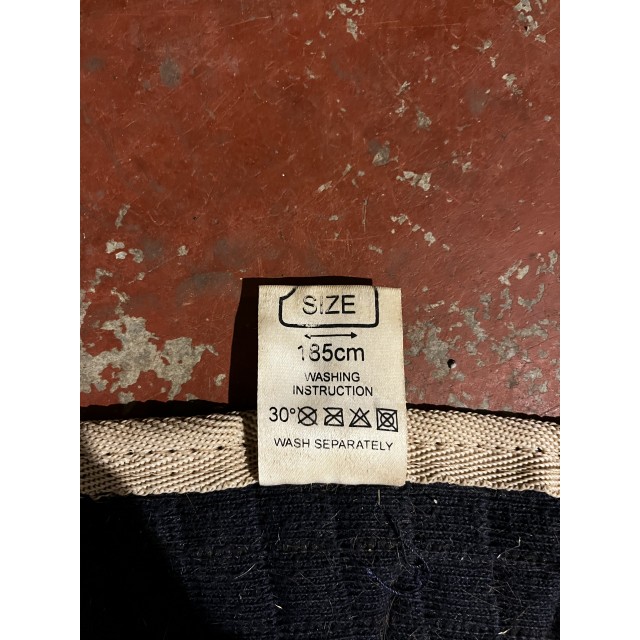 SIZE
185cm
WASHING
INSTRUCTION
30°
WASH SEPARATELY